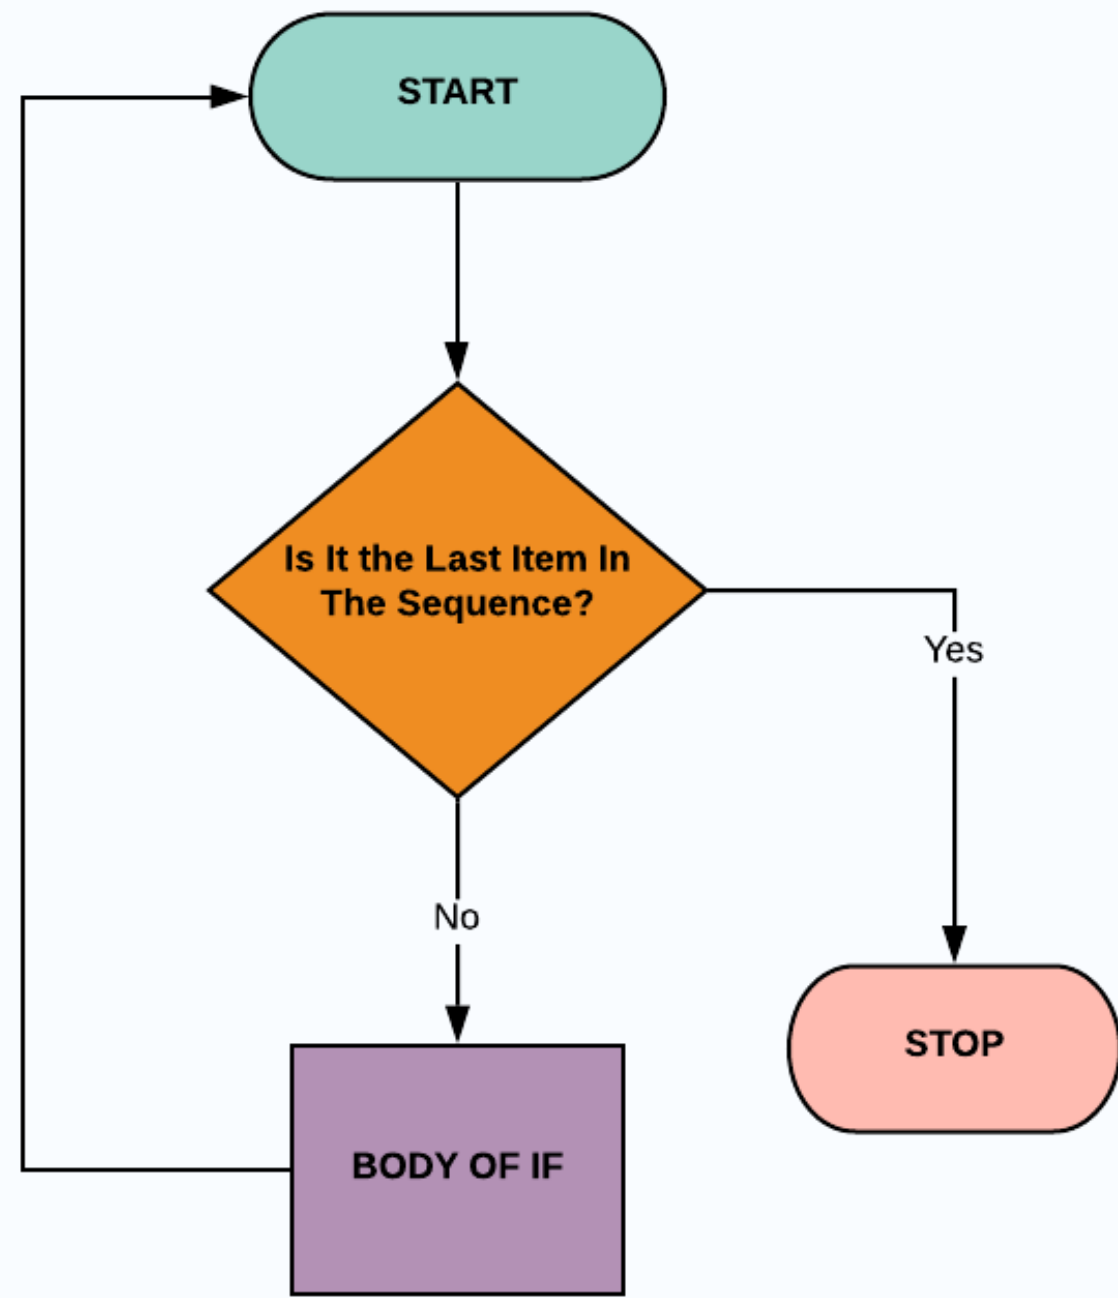 START
Is It the Last Item In
The Sequence?
Yes
No
STOP
BODY OF IF